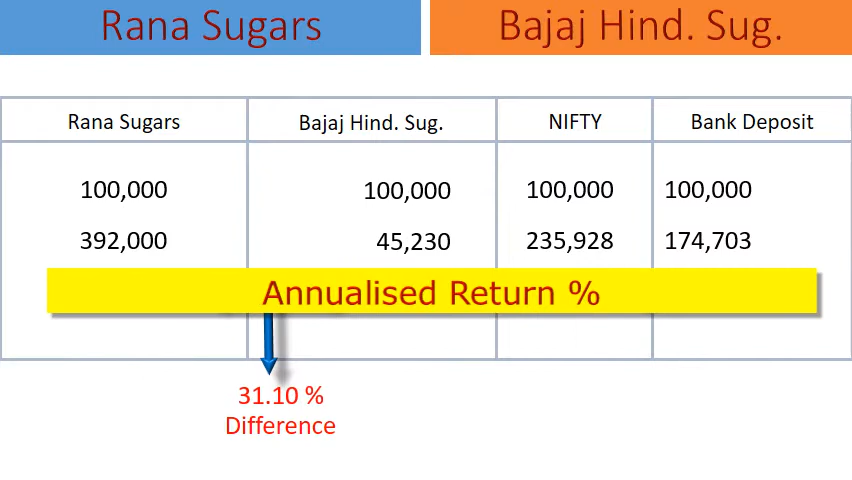 Rana Sugars
Bajaj Hind. Sug.
Rana Sugars Bajaj Hind. Sug. NIFTY Bank Deposit
100,000 100,000 100,000 100,000
392,000 45,230 235,928 174,703
Annualised Return %
31.10 %
Difference